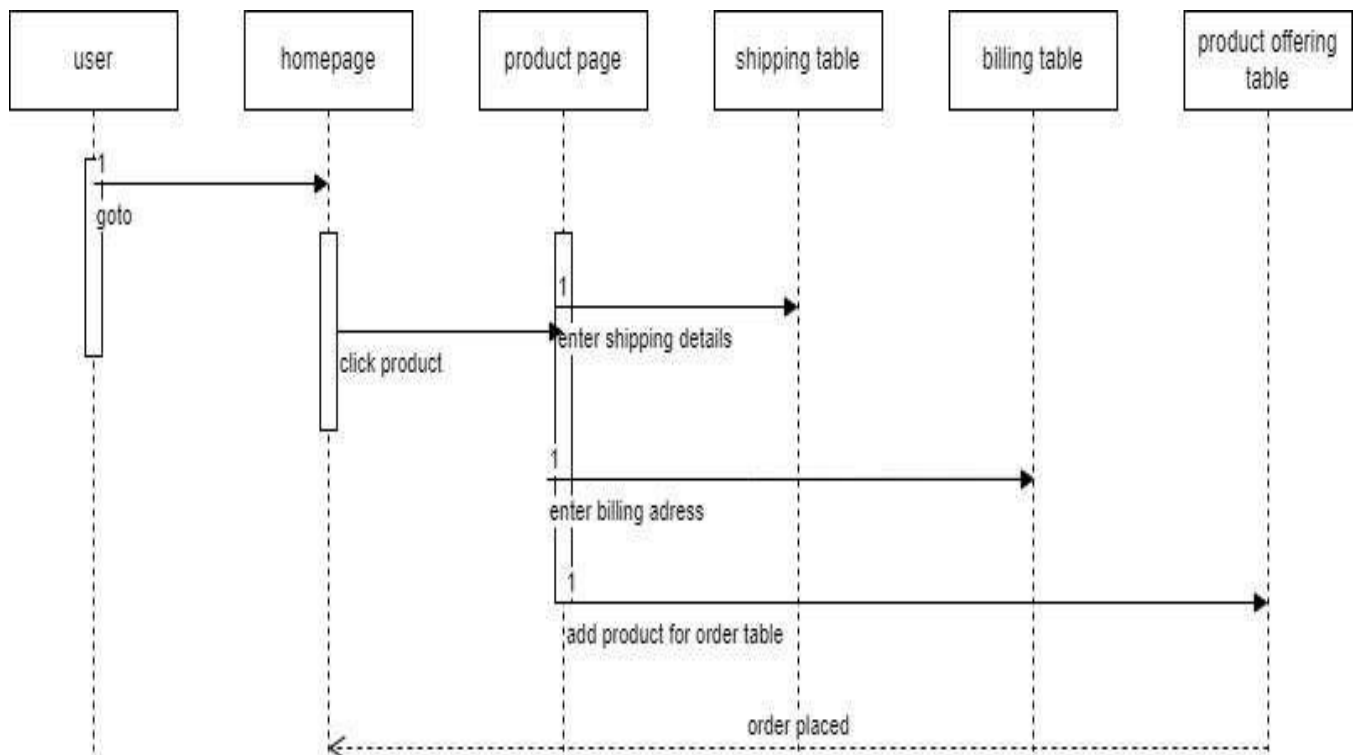 user
homepage
product page
shipping table
billing table
product offering
table
1
goto
1
enter shipping details
click product
1
enter billing adress
1
add product for order table
order placed